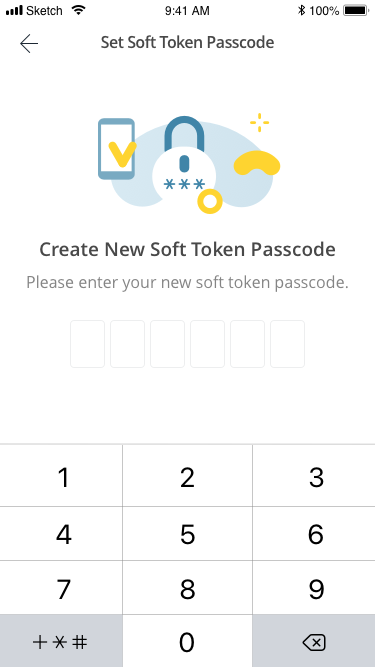 Sketch 9:41 AM 100%
Set Soft Token Passcode
***
Create New Soft Token Passcode
Please enter your new soft token passcode.
1 2 3
4 5 6
7 8 9
+*# 0